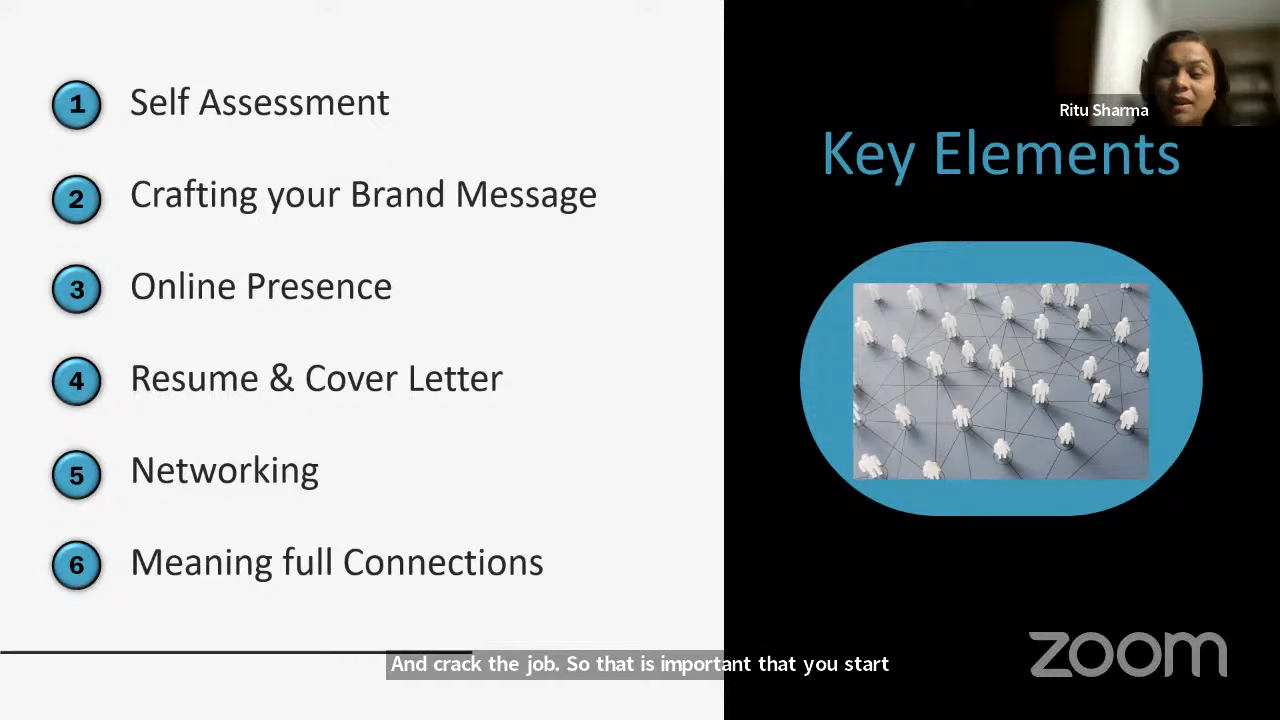 1 Self Assessment
2 Crafting your Brand Message
3 Online Presence
4 Resume & Cover Letter
5 Networking
6 Meaning full Connections
Ritu Sharma
Key Elements
And crack the job. So that is important that you start
zoom